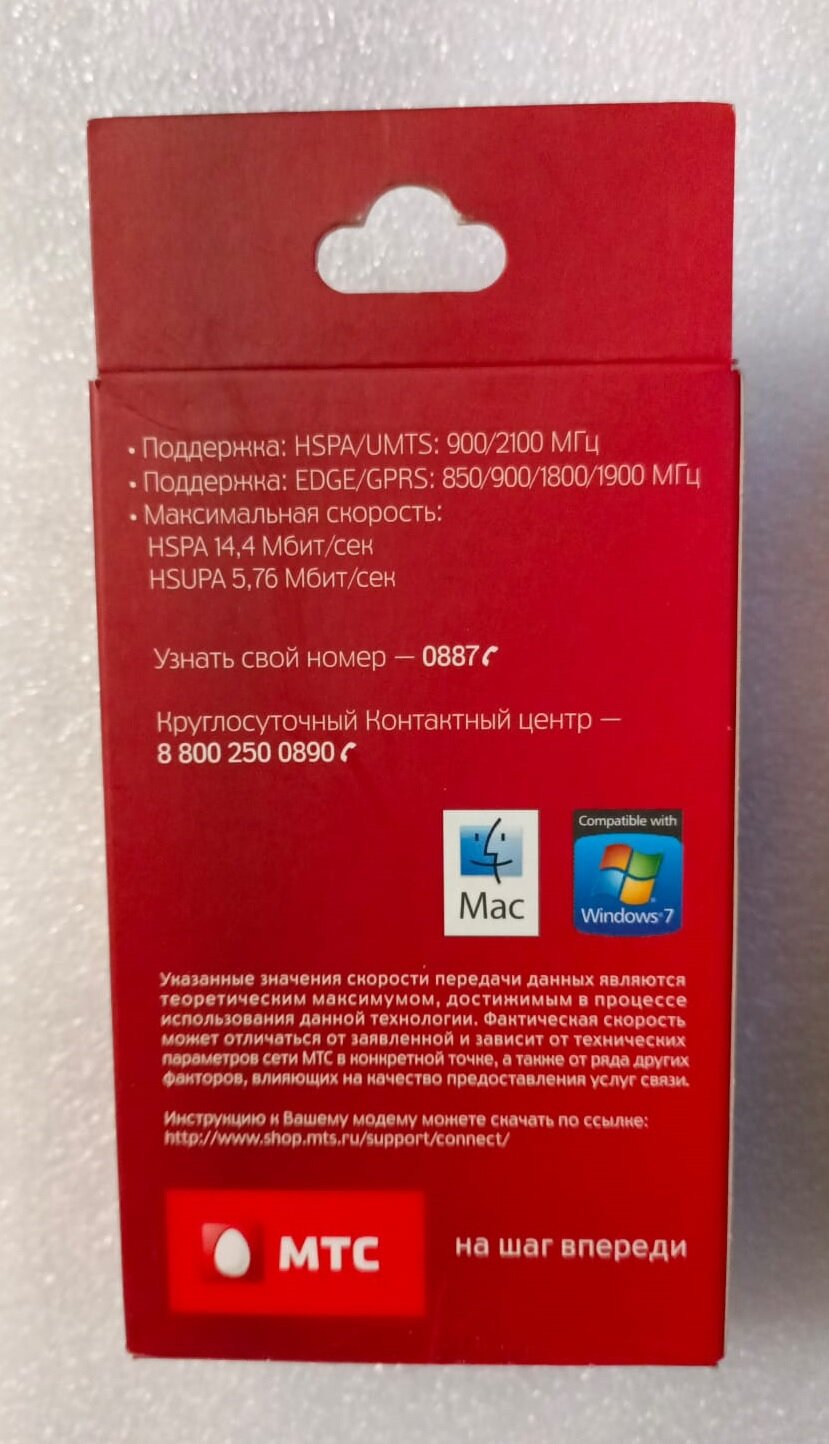 • Поддержка: HSPA/UMTS: 900/2100 МГц
• Поддержка: EDGE/GPRS: 850/900/1800/1900 МГц
• Максимальная скорость:
HSPA 14,4 Мбит/сек
HSUPA 5,76 Мбит/сек
Узнать свой номер — 0887
Круглосуточный Контактный центр —
8 800 250 0890
Mac
Compatible with
Windows®7
Указанные значения скорости передачи данных являются
теоретическим максимумом, достижимым в процессе
использования данной технологии. Фактическая скорость
может отличаться от заявленной и зависит от технических
параметров сети МТС в конкретной точке, а также от ряда других
факторов, влияющих на качество предоставления услуг связи.
Инструкцию к Вашему модему можете скачать по ссылке:
http://www.shop.mts.ru/support/connect/
МТС
на шаг впереди